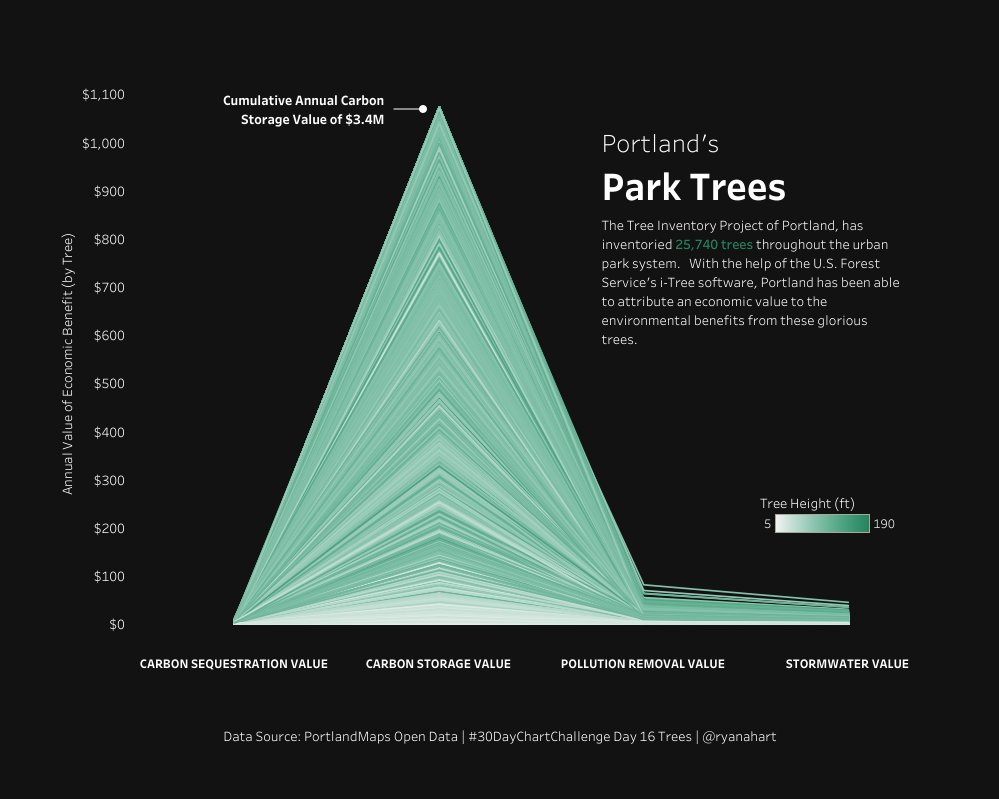 $1,100
$1,000
$900
$800
$700
$600
$500
$400
$300
$200
$100
$0
Annual Value of Economic Benefit (by Tree)
Cumulative Annual Carbon
Storage Value of $3.4M
Portland's
Park Trees
The Tree Inventory Project of Portland, has
inventoried 25,740 trees throughout the urban
park system.   With the help of the U.S. Forest
Service's i-Tree software, Portland has been able
to attribute an economic value to the
environmental benefits from these glorious
trees.
Tree Height (ft)
5 190
CARBON SEQUESTRATION VALUE CARBON STORAGE VALUE POLLUTION REMOVAL VALUE STORMWATER VALUE
Data Source: PortlandMaps Open Data | #30DayChartChallenge Day 16 Trees | @ryanahart